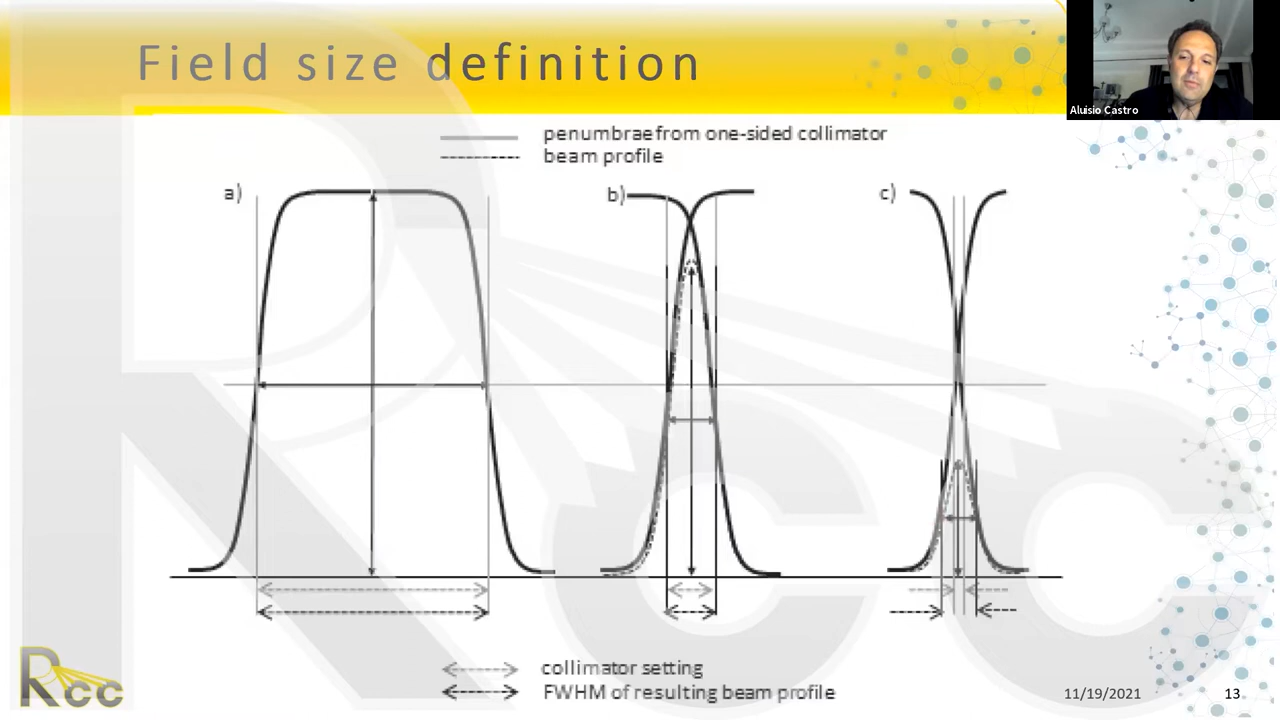 Field size definition
Aluisio Castro
penumbrae from one-sided collimator
beam profile
a)
b)
c)
collimator setting
FWHM of resulting beam profile
Rcc
11/19/2021
13